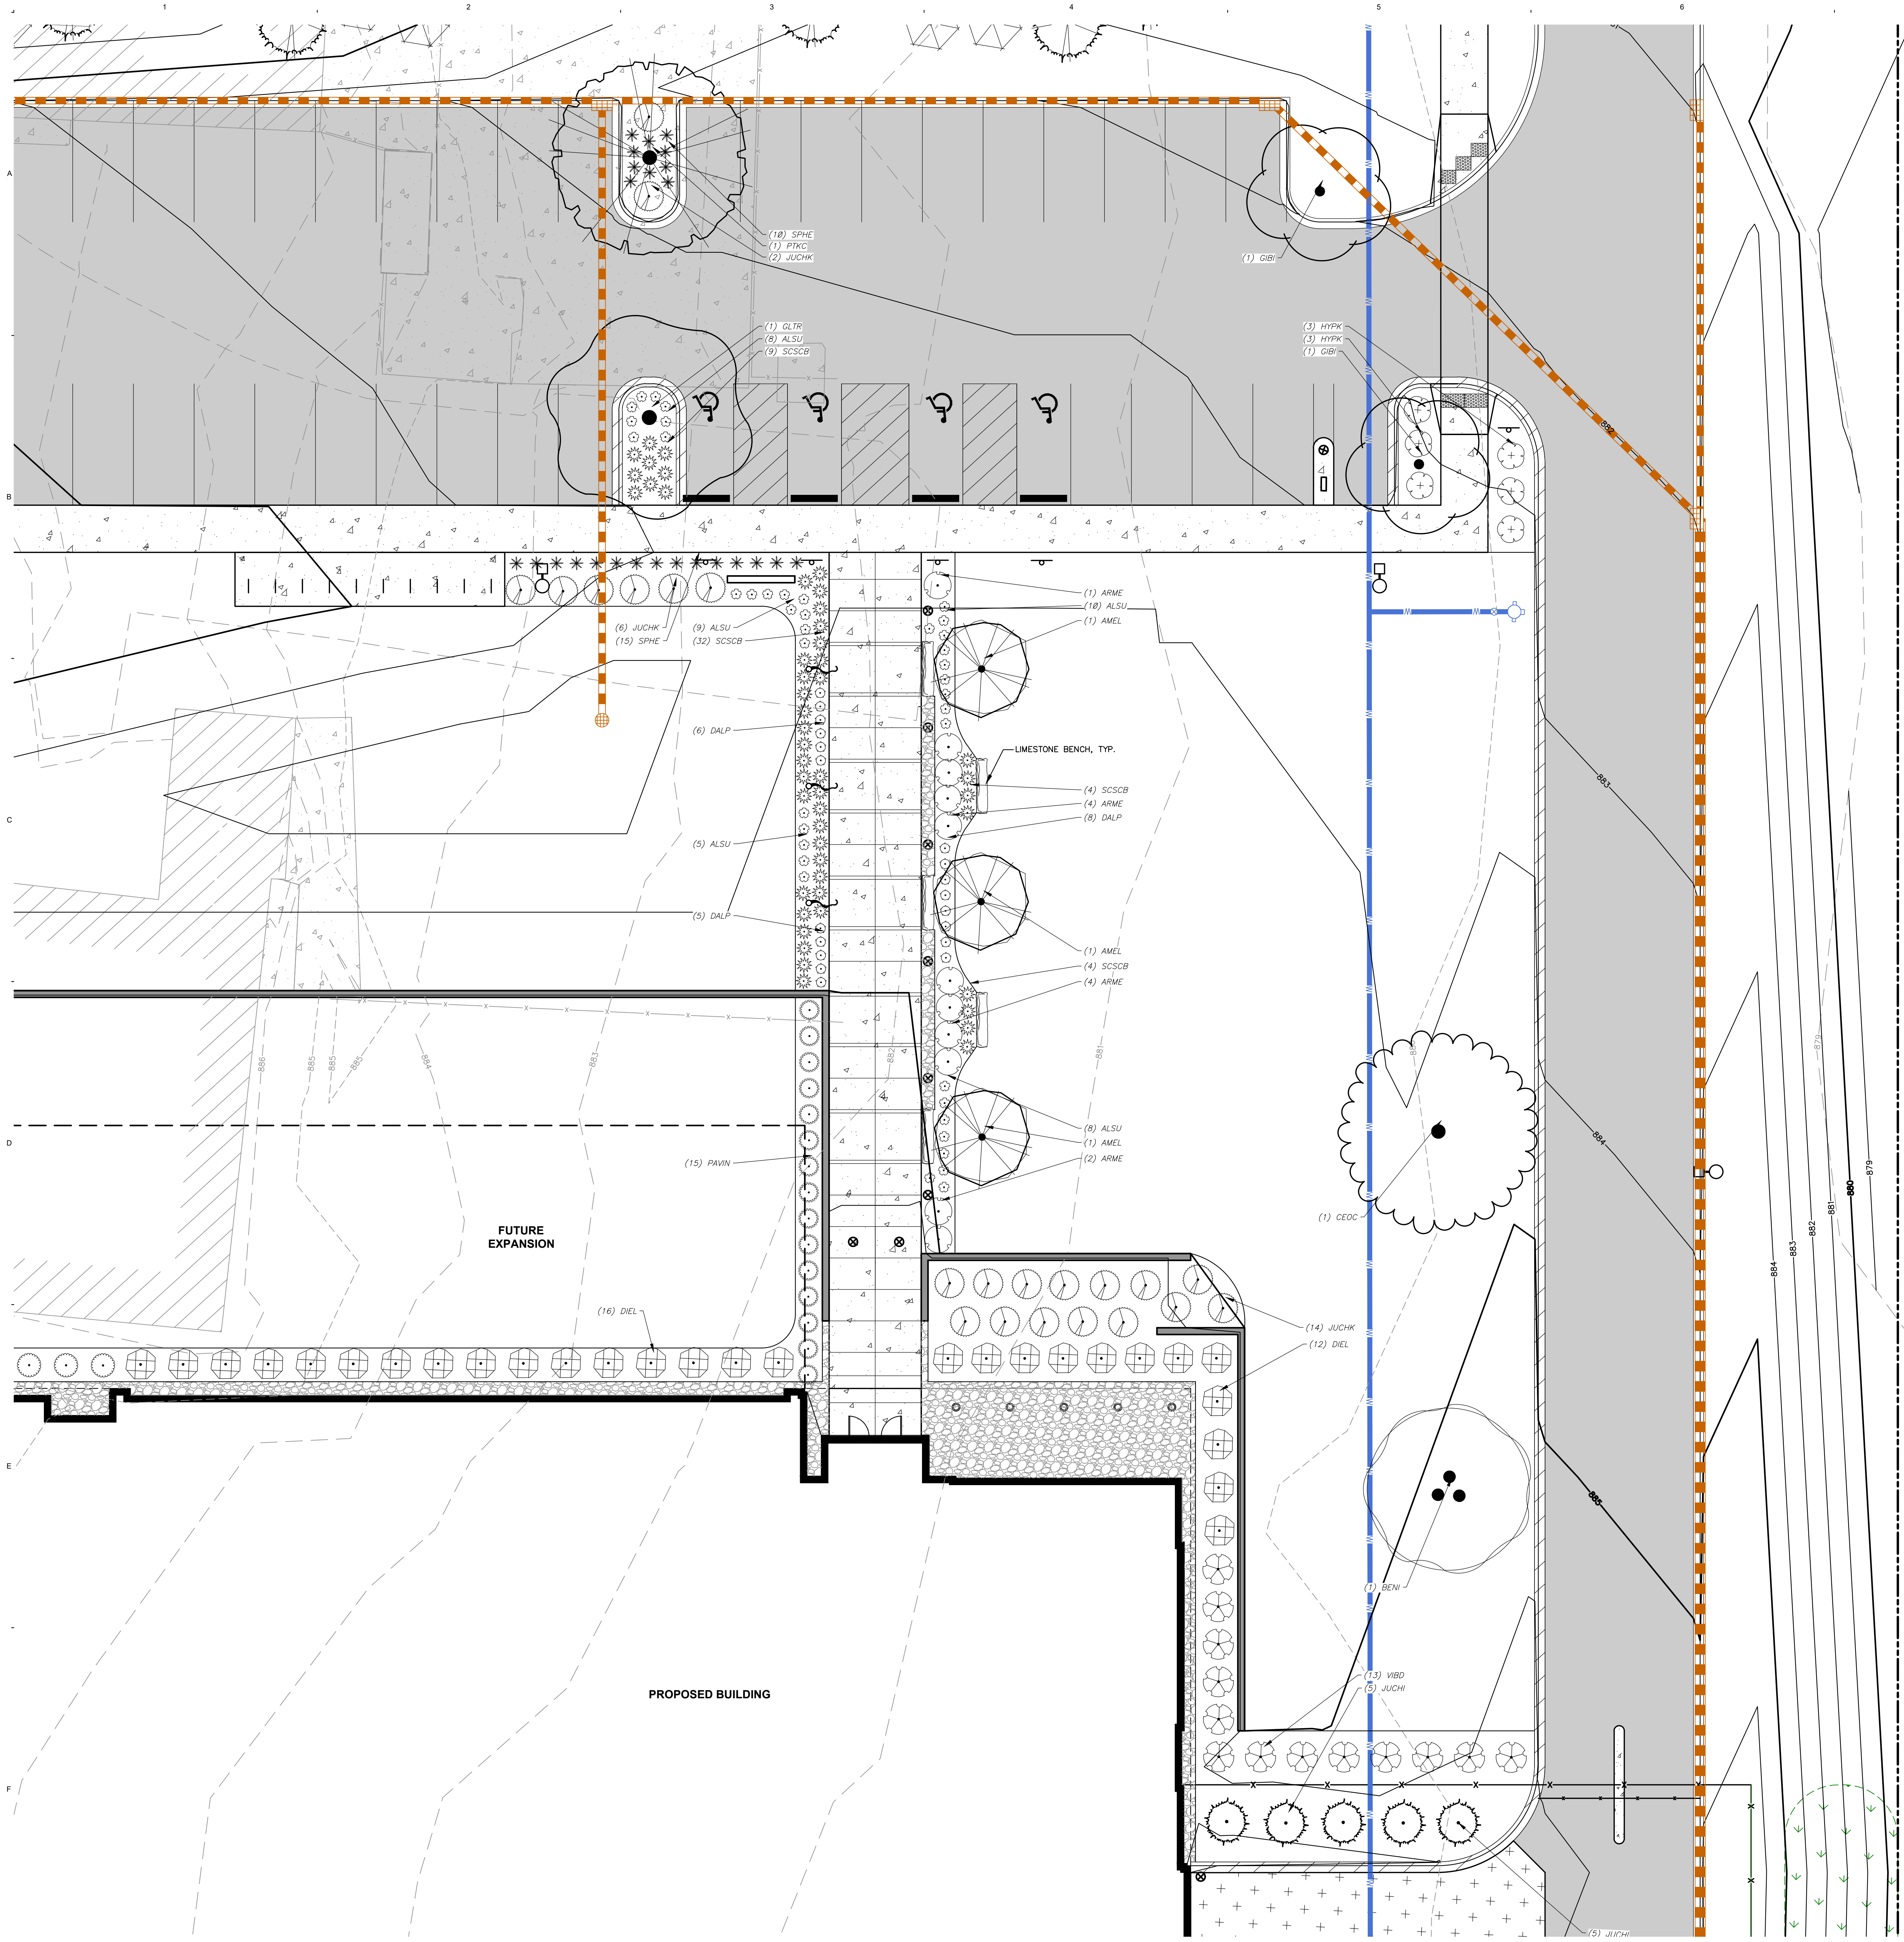 1 2 3 4 5 6
A
(10) SPHE
(1) PTKC
(2) JUCHK
(1) GIBI
(1) GLTR
(8) ALSU
(9) SCSCB
(3) HYPK
(3) HYPK
(1) GIBI
882
B
(1) ARME
(10) ALSU
(1) AMEL
(6) JUCHK
(15) SPHE
(9) ALSU
(32) SCSCB
(6) DALP
LIMESTONE BENCH, TYP.
883
(4) SCSCB
(4) ARME
(8) DALP
C
(5) ALSU
(5) DALP
(1) AMEL
(4) SCSCB
(4) ARME
886
885
885
885
884
883
882
881
879
D
(8) ALSU
(1) AMEL
(2) ARME
884
(15) PAVIN
(1) CEOC
879
880
881
882
883
884
FUTURE
EXPANSION
(16) DIEL
(14) JUCHK
(12) DIEL
E
885
(1) BENI
PROPOSED BUILDING
(13) VIBD
(5) JUCHI
F
(5) JUCHI